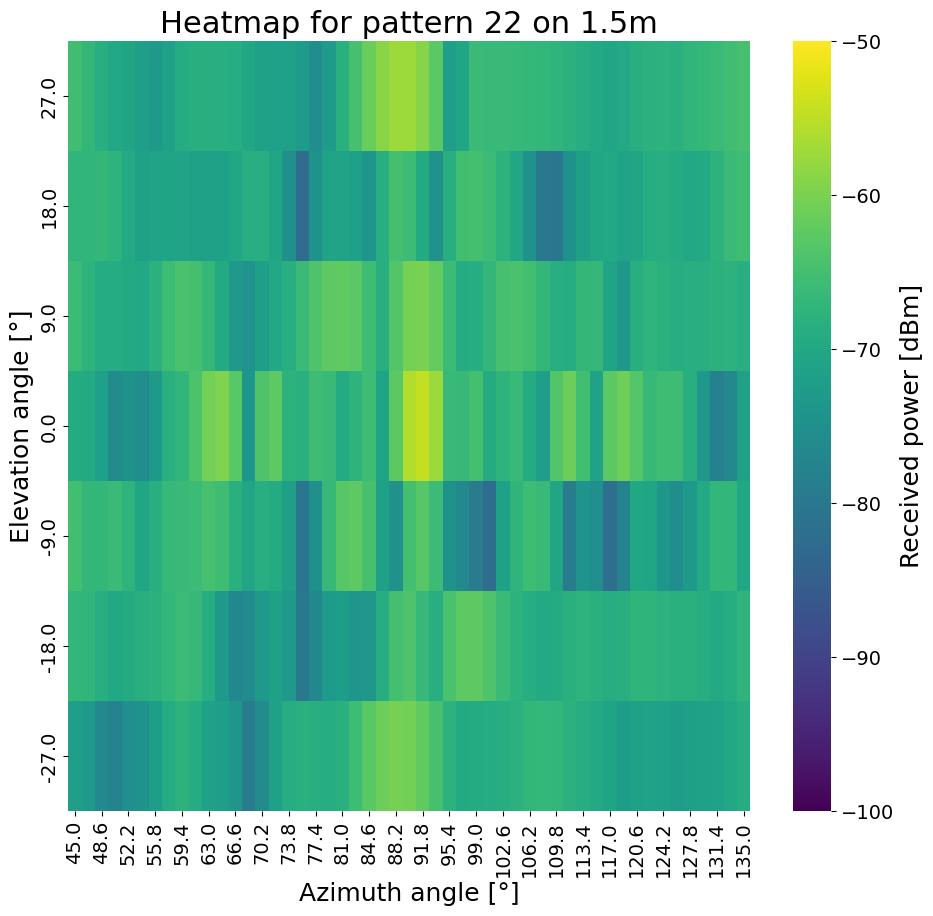 Heatmap for pattern 22 on 1.5m
Elevation angle [°]
27.0
18.0
9.0
0.0
-9.0
-18.0
-27.0
45.0 48.6 52.2 55.8 59.4 63.0 66.6 70.2 73.8 77.4 81.0 84.6 88.2 91.8 95.4 99.0 102.6 106.2 109.8 113.4 117.0 120.6 124.2 127.8 131.4 135.0
Azimuth angle [°]
−50
−60
−70
−80
−90
−100
Received power [dBm]